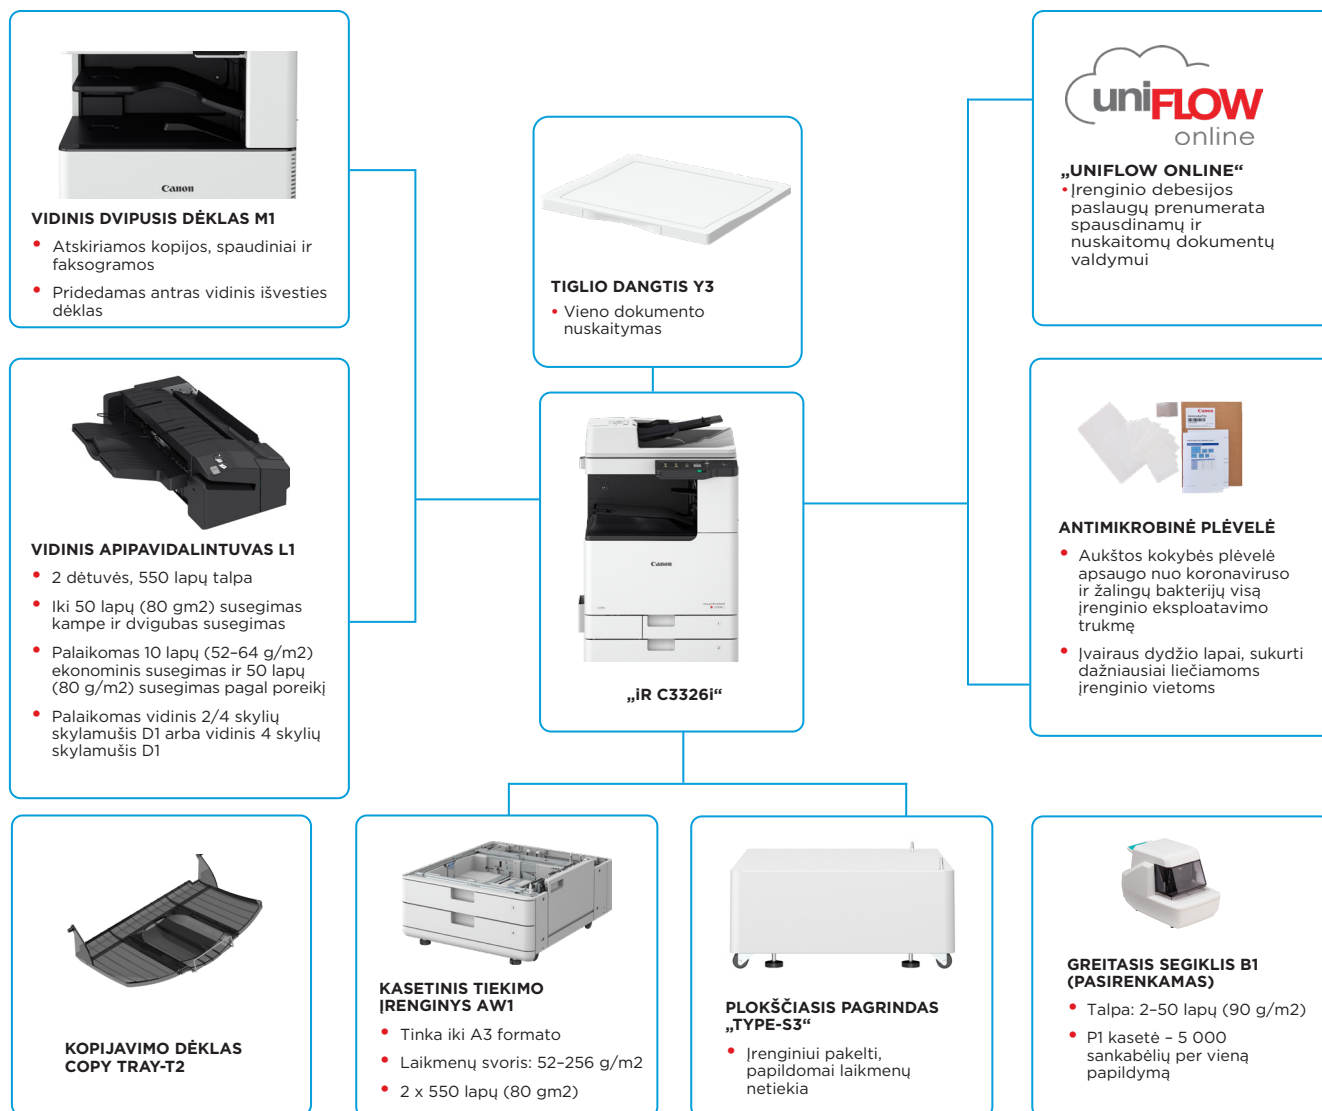 Canon
VIDINIS DVIPUSIS DĖKLAS M1
• Atskiriamos kopijos, spaudiniai ir
faksogramos
• Pridedamas antras vidinis išvesties
dėklas
TIGLIO DANGTIS Y3
• Vieno dokumento
nuskaitymas
uniFLOW
online
„UNIFLOW ONLINE“
• Įrenginio debesijos
paslaugų prenumerata
spausdinamų ir
nuskaitomų dokumentų
valdymui
VIDINIS APIPAVIDALINTUVAS L1
• 2 dėtuvės, 550 lapų talpa
• Iki 50 lapų (80 gm2) susegimas
kampe ir dvigubas susegimas
• Palaikomas 10 lapų (52–64 g/m2)
ekonominis susegimas ir 50 lapų
(80 g/m2) susegimas pagal poreikį
• Palaikomas vidinis 2/4 skylių
skylamušis D1 arba vidinis 4 skylių
skylamušis D1
Canon
„iR C3326i“
Canon
ANTIMIKROBINĖ PLĖVELĖ
• Aukštos kokybės plėvelė
apsaugo nuo koronaviruso
ir žalingų bakterijų visą
įrenginio eksploatavimo
trukmę
• Įvairaus dydžio lapai, sukurti
dažniausiai liečiamoms
įrenginio vietoms
KOPIJAVIMO DĖKLAS
COPY TRAY-T2
KASETINIS TIEKIMO
ĮRENGINYS AW1
• Tinka iki A3 formato
• Laikmenų svoris: 52–256 g/m2
• 2 x 550 lapų (80 gm2)
PLOKŠČIASIS PAGRINDAS
„TYPE-S3“
• Įrenginiui pakelti,
papildomai laikmenų
netiekia
GREITASIS SEGIKLIS B1
(PASIRENKAMAS)
• Talpa: 2–50 lapų (90 g/m2)
• P1 kasetė – 5 000
sankabėlių per vieną
papildymą